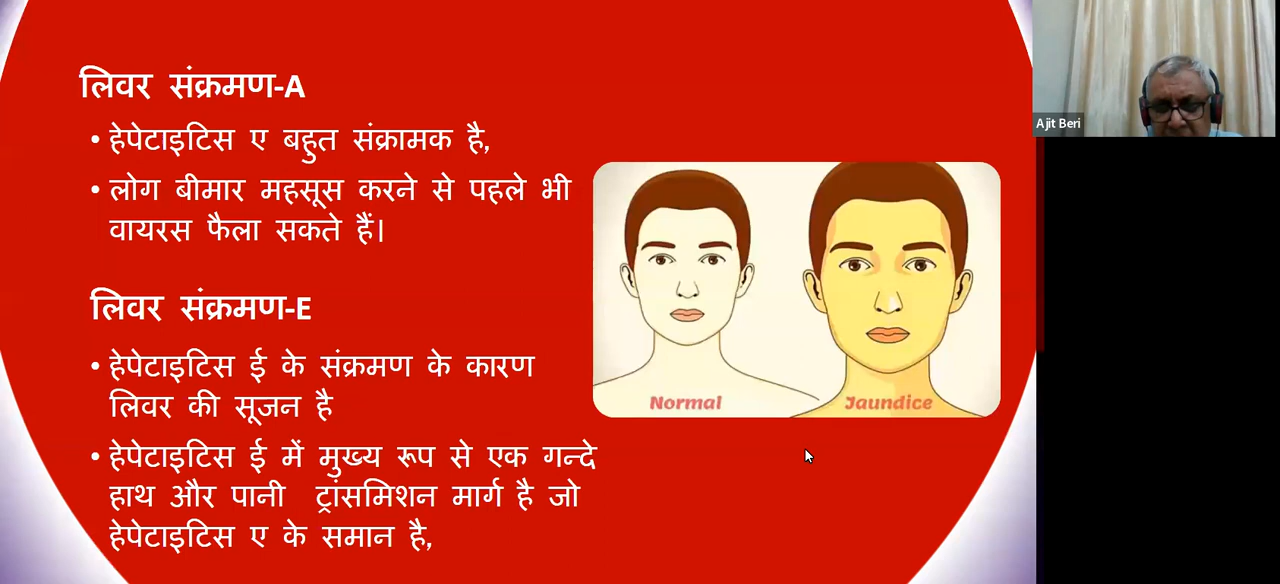 लिवर संक्रमण-A
• हेपेटाइटिस ए बहुत संक्रामक है,
• लोग बीमार महसूस करने से पहले भी
वायरस फैला सकते हैं।
लिवर संक्रमण-E
• हेपेटाइटिस ई के संक्रमण के कारण
लिवर की सूजन है
• हेपेटाइटिस ई में मुख्य रूप से एक गन्दे
हाथ और पानी ट्रांसमिशन मार्ग है जो
हेपेटाइटिस ए के समान है,
Normal
Jaundice
Ajit Beri